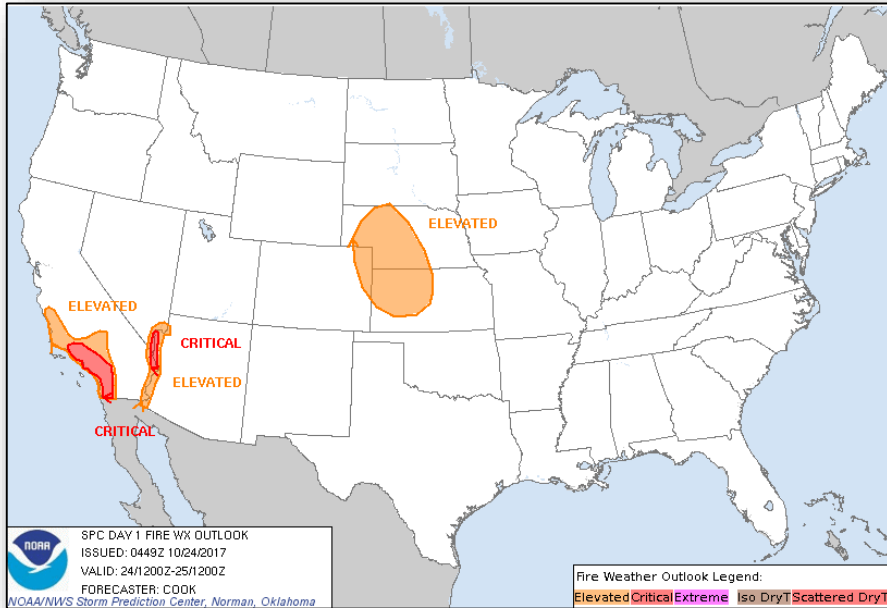 ELEVATED
ELEVATED
CRITICAL
ELEVATED
CRITICAL
NOAA
SPC DAY 1 FIRE WX OUTLOOK
ISSUED: 0449Z 10/24/2017
VALID: 24/1200Z-25/1200Z
FORECASTER: COOK
NOAA/NWS Storm Prediction Center, Norman, Oklahoma
Fire Weather Outlook Legend:
Elevated Critical Extreme Iso DryT Scattered DryT